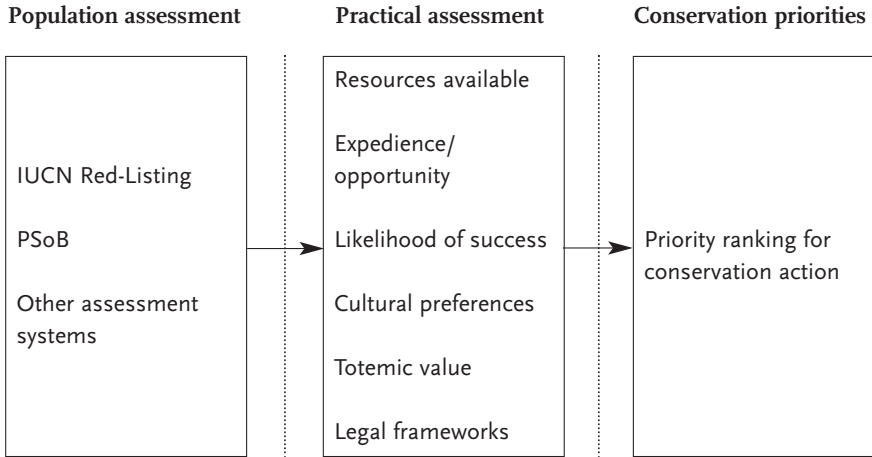 Population assessment
Practical assessment
Conservation priorities
IUCN Red-Listing
PSoB
Other assessment
systems
Resources available
Expedience/
opportunity
Likelihood of success
Cultural preferences
Totemic value
Legal frameworks
Priority ranking for
conservation action